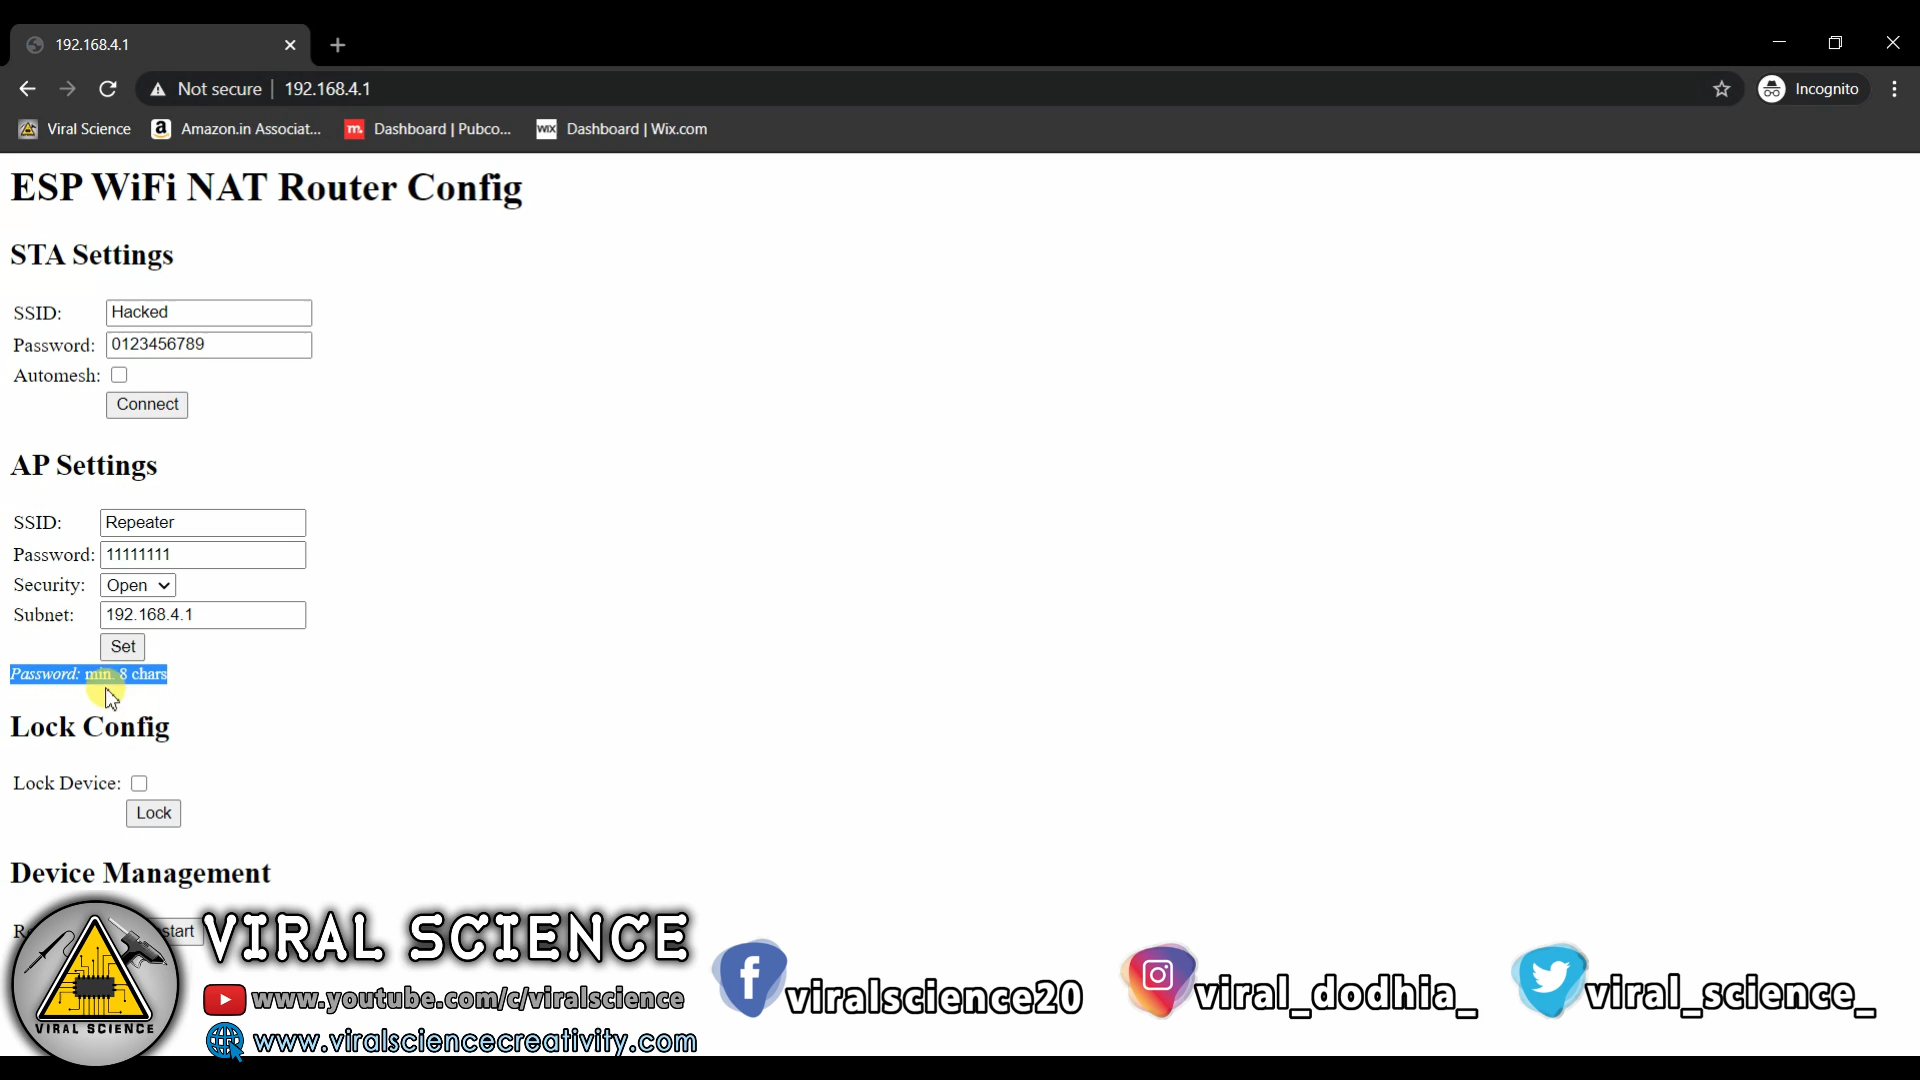 192.168.4.1
Not secure | 192.168.4.1
Incognito
Viral Science
a
Amazon.in Associat...
m.
Dashboard | Pubco...
WIX
Dashboard | Wix.com
ESP WiFi NAT Router Config
STA Settings
SSID: Hacked
Password: 0123456789
Automesh:
Connect
AP Settings
SSID: Repeater
Password: 11111111
Security: Open
Subnet: 192.168.4.1
Set
Password: min. 8 chars
Lock Config
Lock Device:
Lock
Device Management
VIRAL SCIENCE
VIRAL SCIENCE
www.youtube.com/c/viralscience
www.viralsciencecreativity.com
f
viralscience20
viral_dodhia_
viral_science_